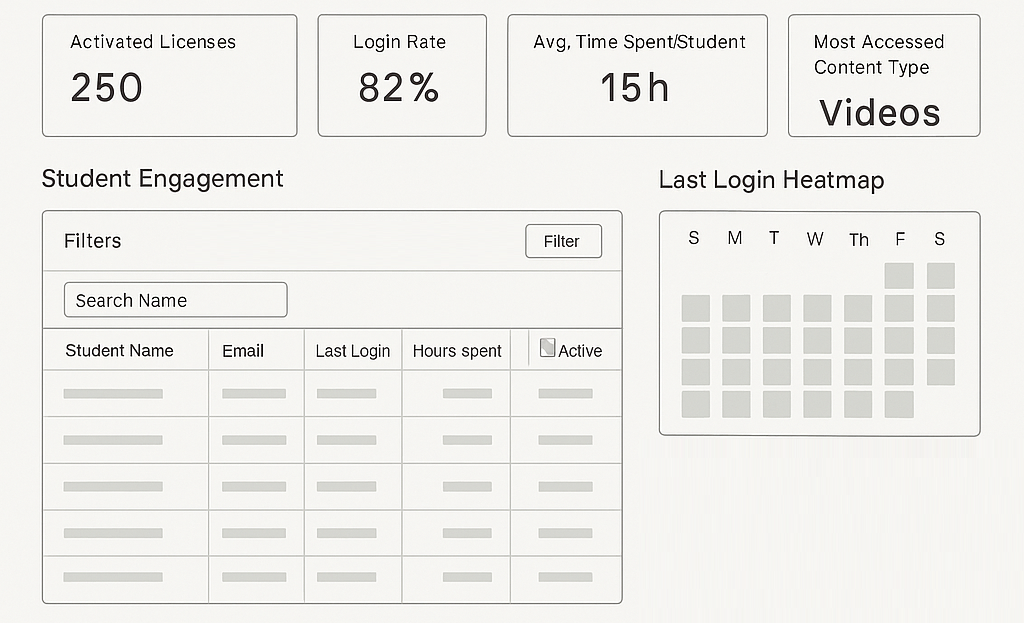 Activated Licenses
250
Login Rate
82%
Avg, Time Spent/Student
15h
Most Accessed
Content Type
Videos
Student Engagement
Filters
Filter
Search Name
Student Name Email Last Login Hours spent Active
Last Login Heatmap
S M T W Th F S